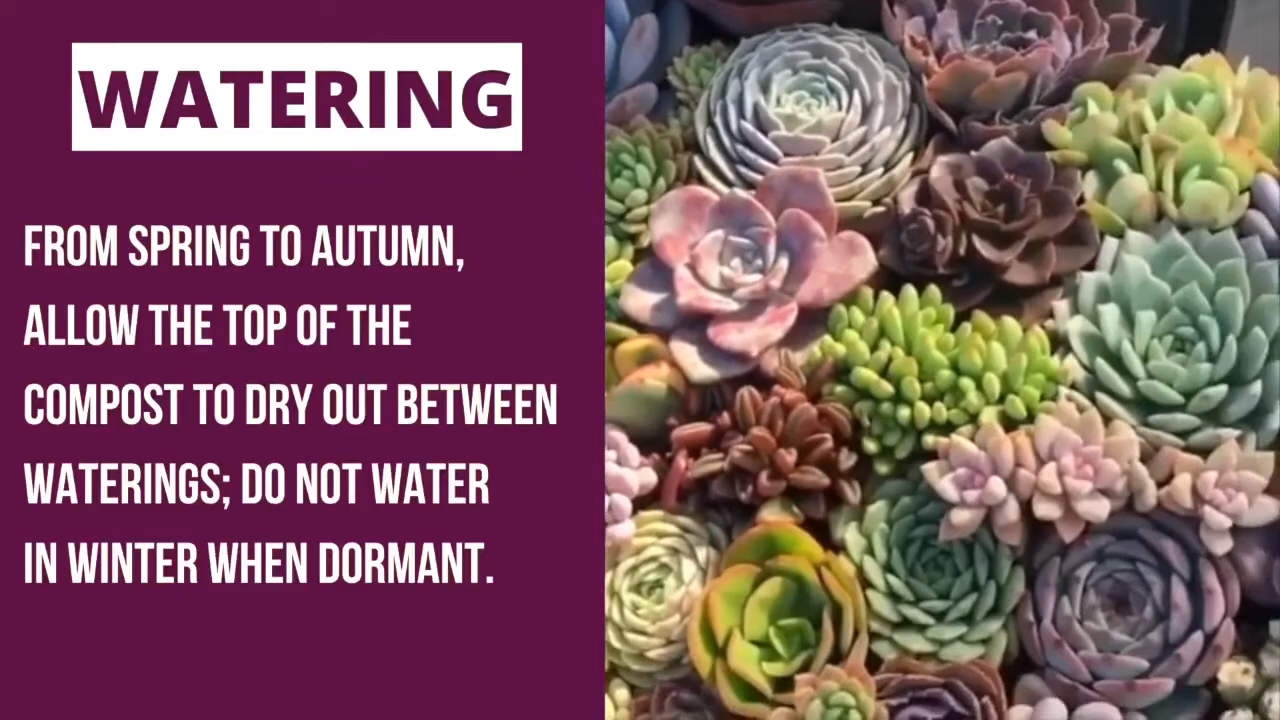 WATERING
FROM SPRING TO AUTUMN,
ALLOW THE TOP OF THE
COMPOST TO DRY OUT BETWEEN
WATERINGS; DO NOT WATER
IN WINTER WHEN DORMANT.